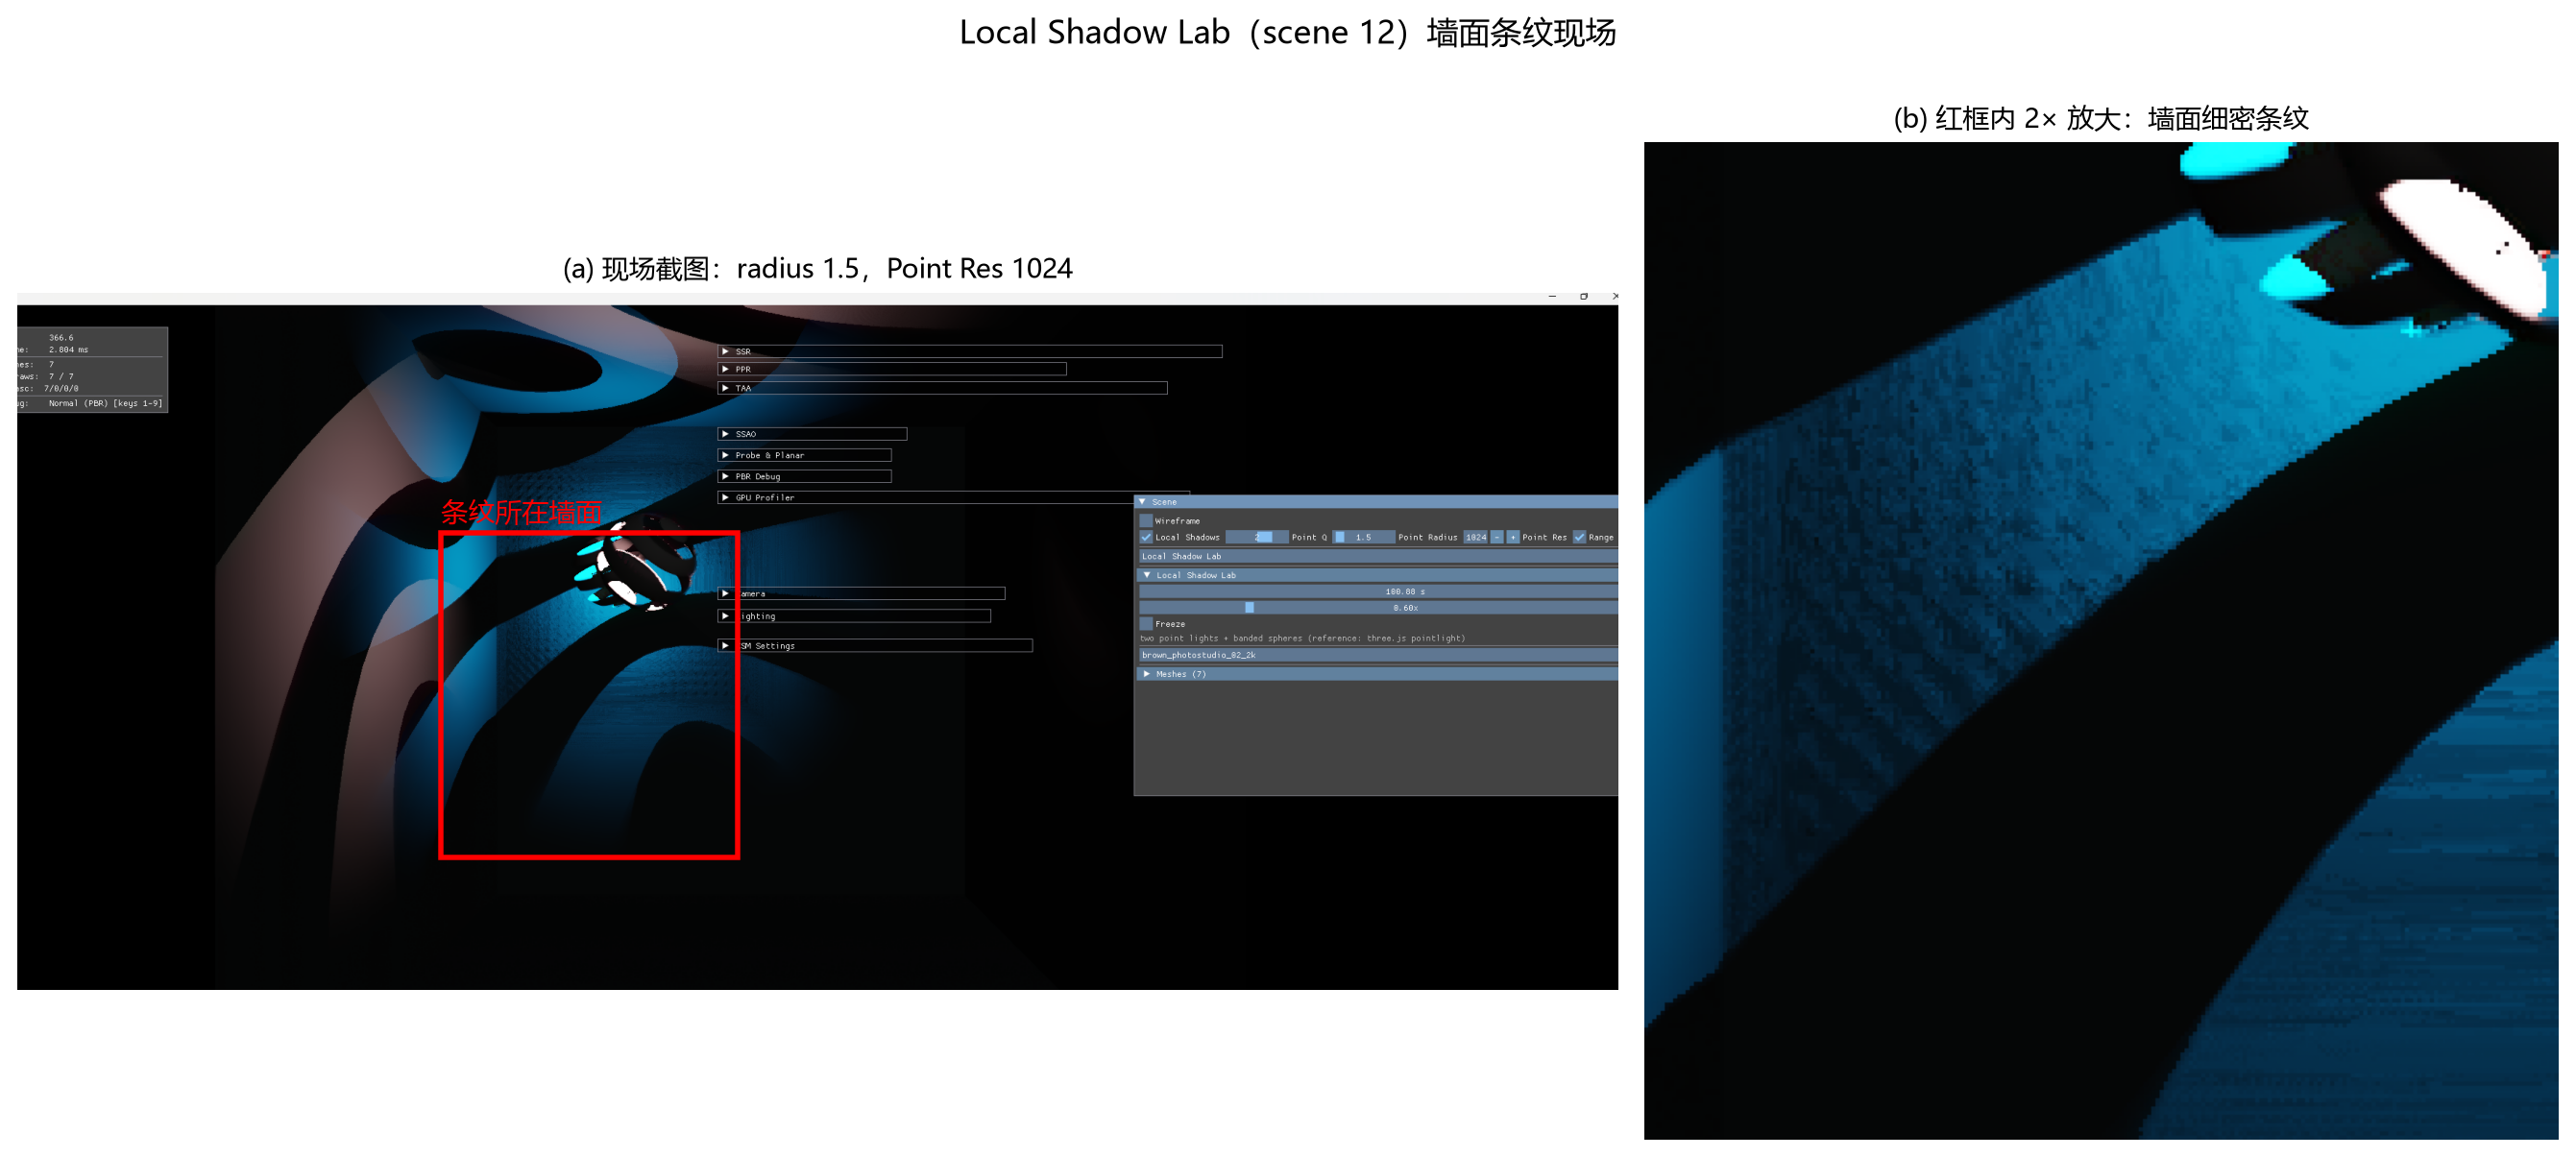 Local Shadow Lab（scene 12）墙面条纹现场
(a) 现场截图：radius 1.5，Point Res 1024
(b) 红框内 2× 放大：墙面细密条纹
366.6
2.804 ms
7
7 / 7
7/0/0/0
Normal (PBR) [keys 1-9]
SSR
PPR
TAA
SSAO
Probe & Planar
PBR Debug
GPU Profiler
条纹所在墙面
Camera
Lighting
SM Settings
Scene
Wireframe
Local Shadows 2 Point Q 1.5 Point Radius 1024 - + Point Res Range
Local Shadow Lab
Local Shadow Lab
100.00 s
0.60x
Freeze
two point lights + banded spheres (reference: three.js pointlight)
brown_photostudio_02_2k
Meshes (7)